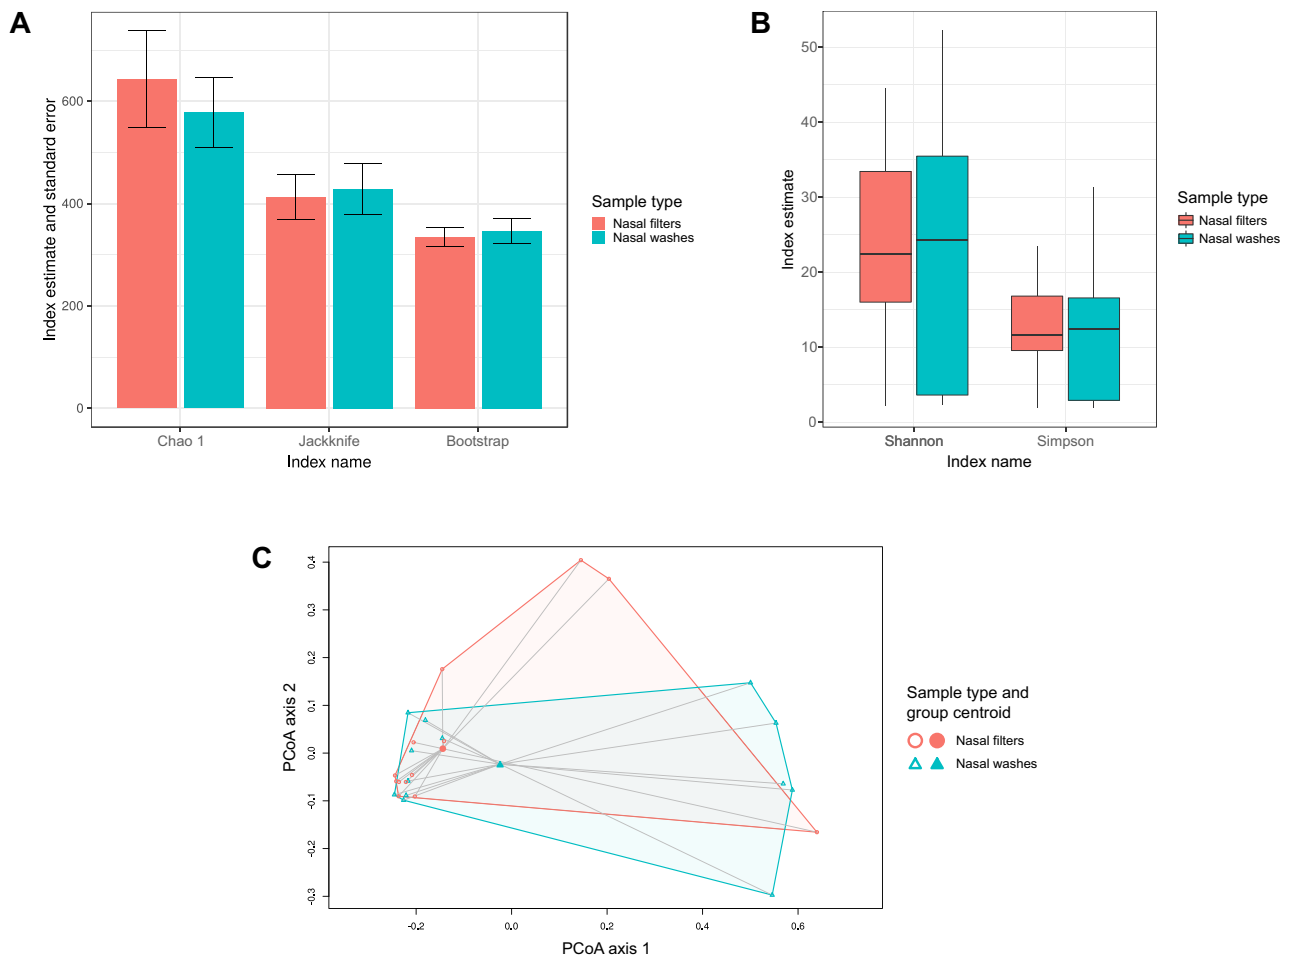 A
Index estimate and standard error
600
400
200
0
Chao 1
Jackknife
Bootstrap
Index name
Sample type
Nasal filters
Nasal washes
B
Index estimate
50
40
30
20
10
0
Shannon
Simpson
Index name
Sample type
Nasal filters
Nasal washes
C
PCoA axis 2
0.4
0.3
0.2
0.1
0.0
-0.1
-0.2
-0.3
-0.2
0.0
0.2
0.4
0.6
PCoA axis 1
Sample type and
group centroid
Nasal filters
Nasal washes